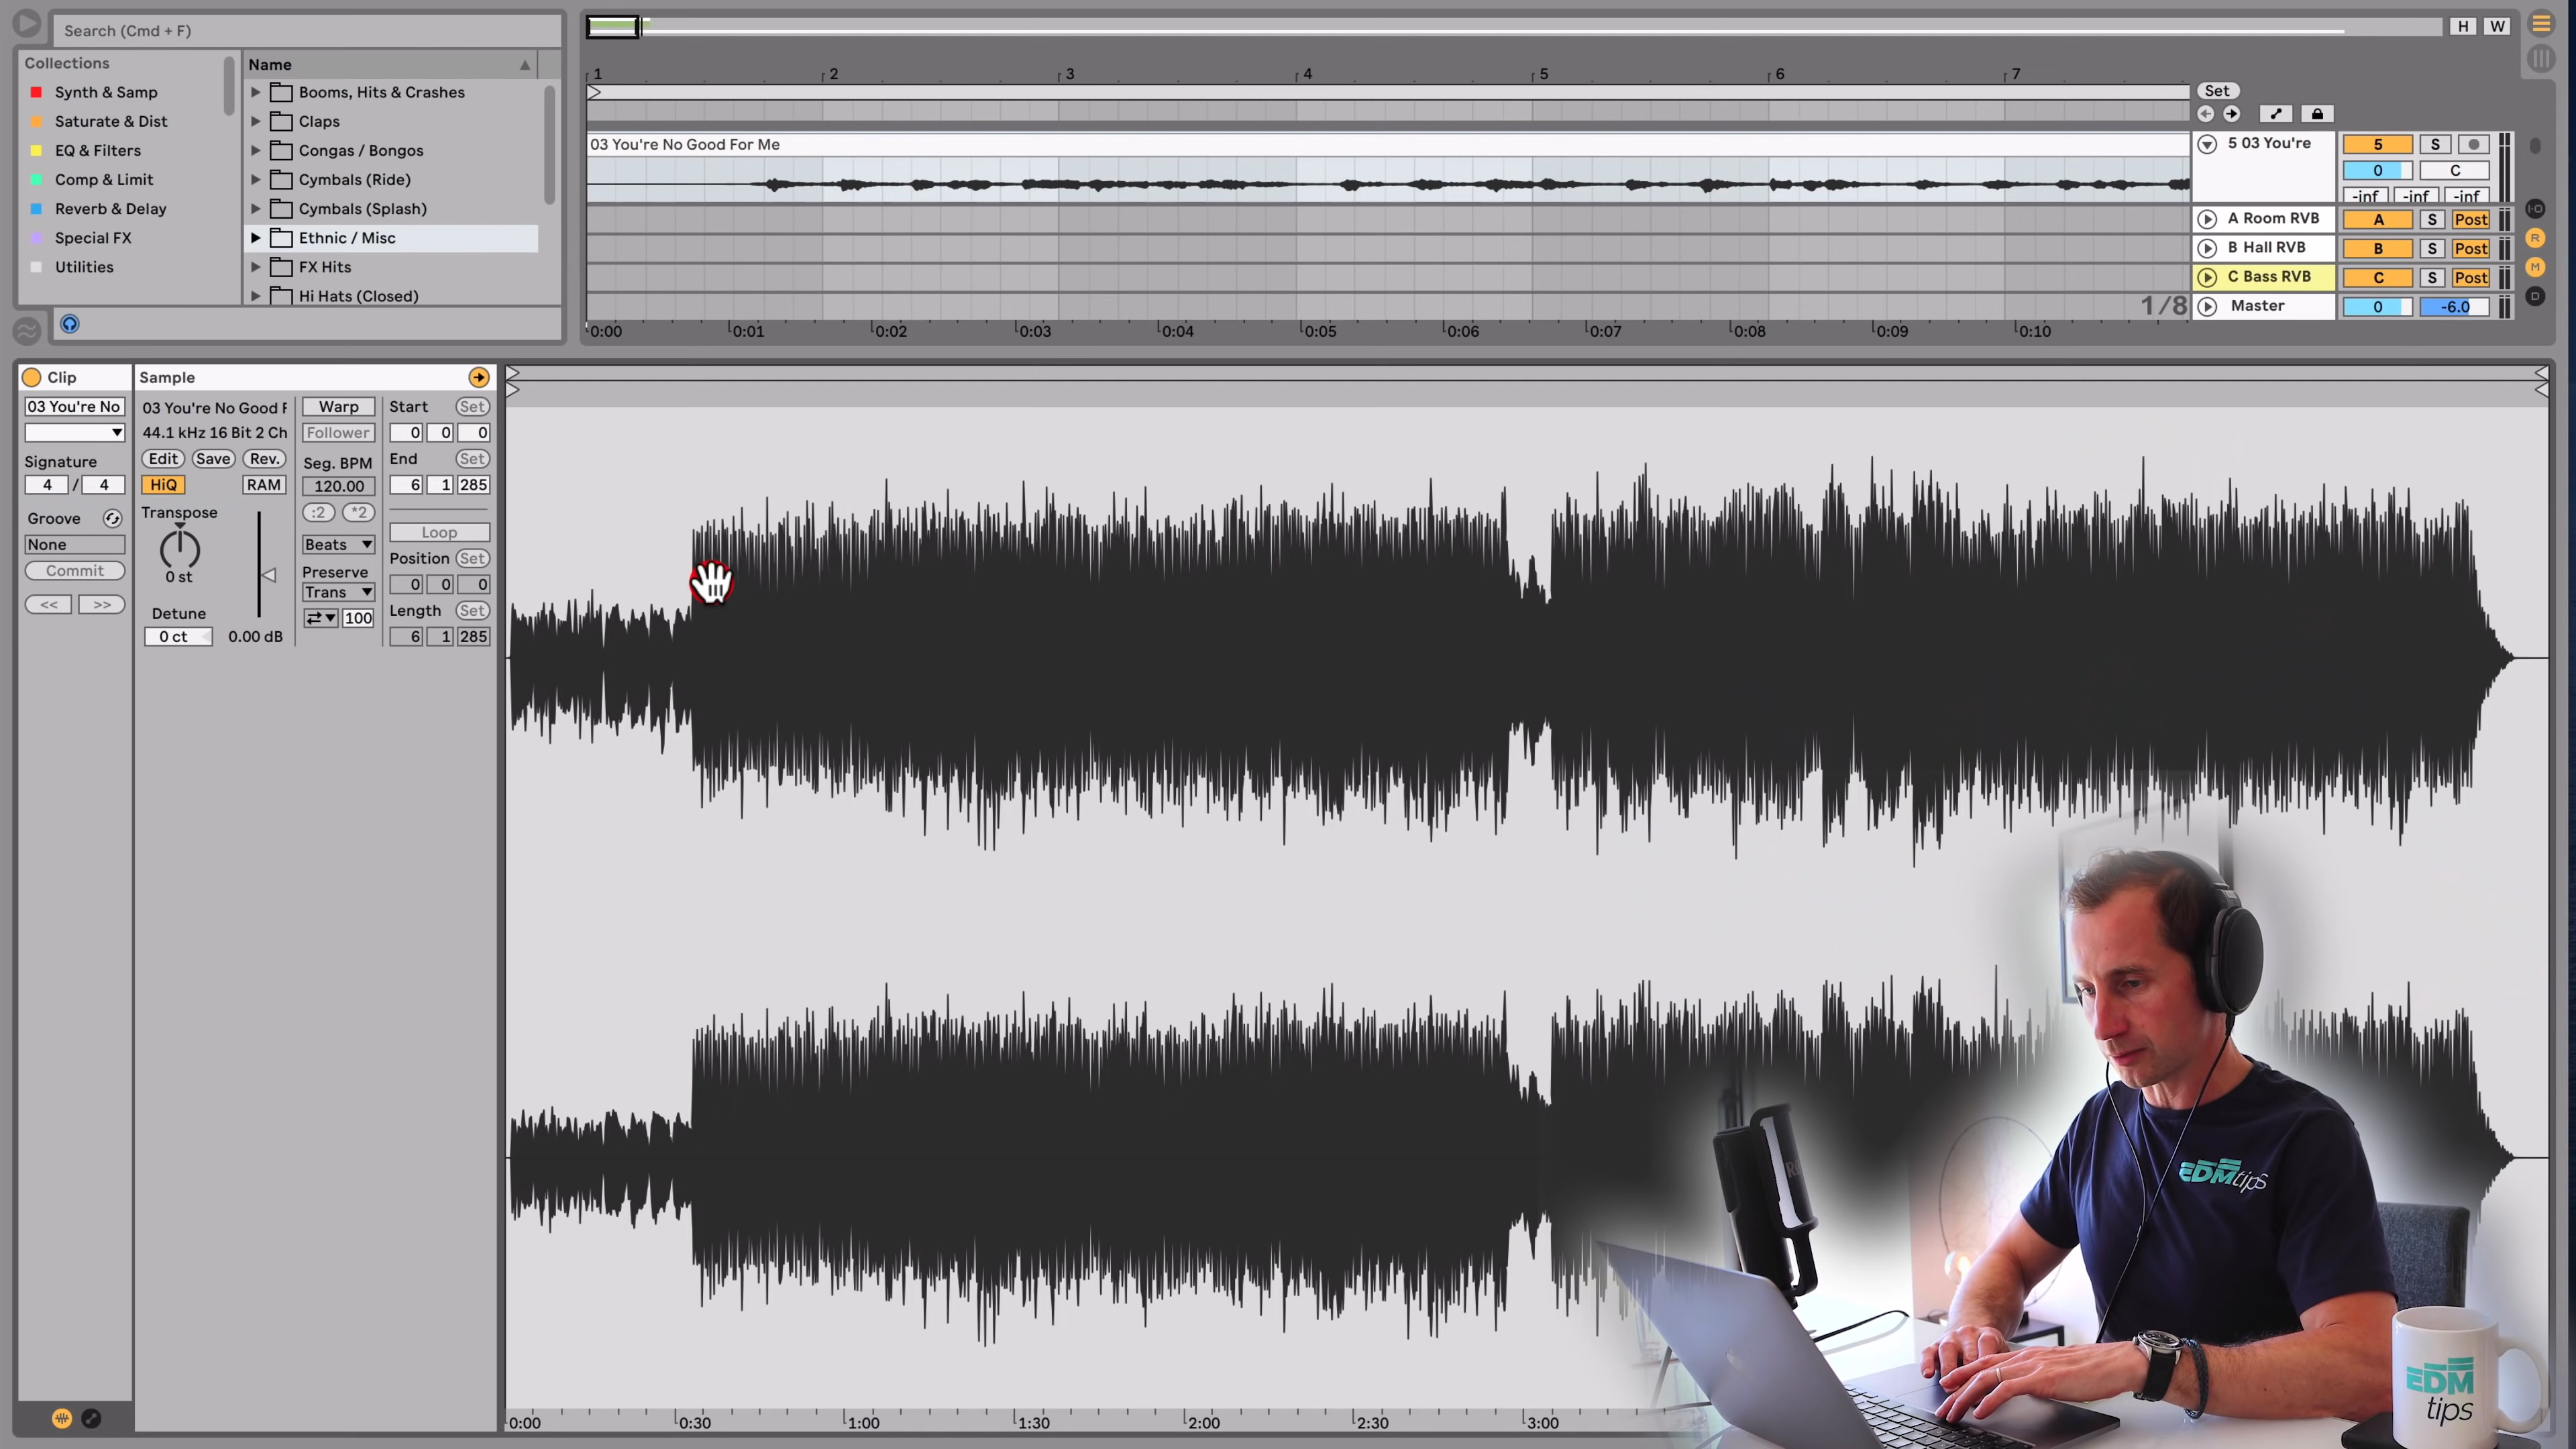 Search (Cmd + F)
H W
Collections
Synth & Samp
Saturate & Dist
EQ & Filters
Comp & Limit
Reverb & Delay
Special FX
Utilities
Name
Booms, Hits & Crashes
Claps
Congas / Bongos
Cymbals (Ride)
Cymbals (Splash)
Ethnic / Misc
FX Hits
Hi Hats (Closed)
1 2 3 4 5 6 7
Set
03 You're No Good For Me
5 03 You're 5 S
0 C
-inf -inf -inf
A Room RVB A S Post
B Hall RVB B S Post
C Bass RVB C S Post
1/8 Master 0 -6.0
I·O
R
M
D
0:00 0:01 0:02 0:03 0:04 0:05 0:06 0:07 0:08 0:09 0:10
Clip
03 You're No
Signature
4 / 4
Groove
None
Commit
<< >>
Sample
03 You're No Good F
44.1 kHz 16 Bit 2 Ch
Edit Save Rev.
HiQ RAM
Transpose
0 st
Detune
0 ct 0.00 dB
Warp
Follower
Seg. BPM
120.00
:2 *2
Beats
Preserve
Trans
100
Start Set
0 0 0
End Set
6 1 285
Loop
Position Set
0 0 0
Length Set
6 1 285
0:00 0:30 1:00 1:30 2:00 2:30 3:00
EDM tips
EDM
tips